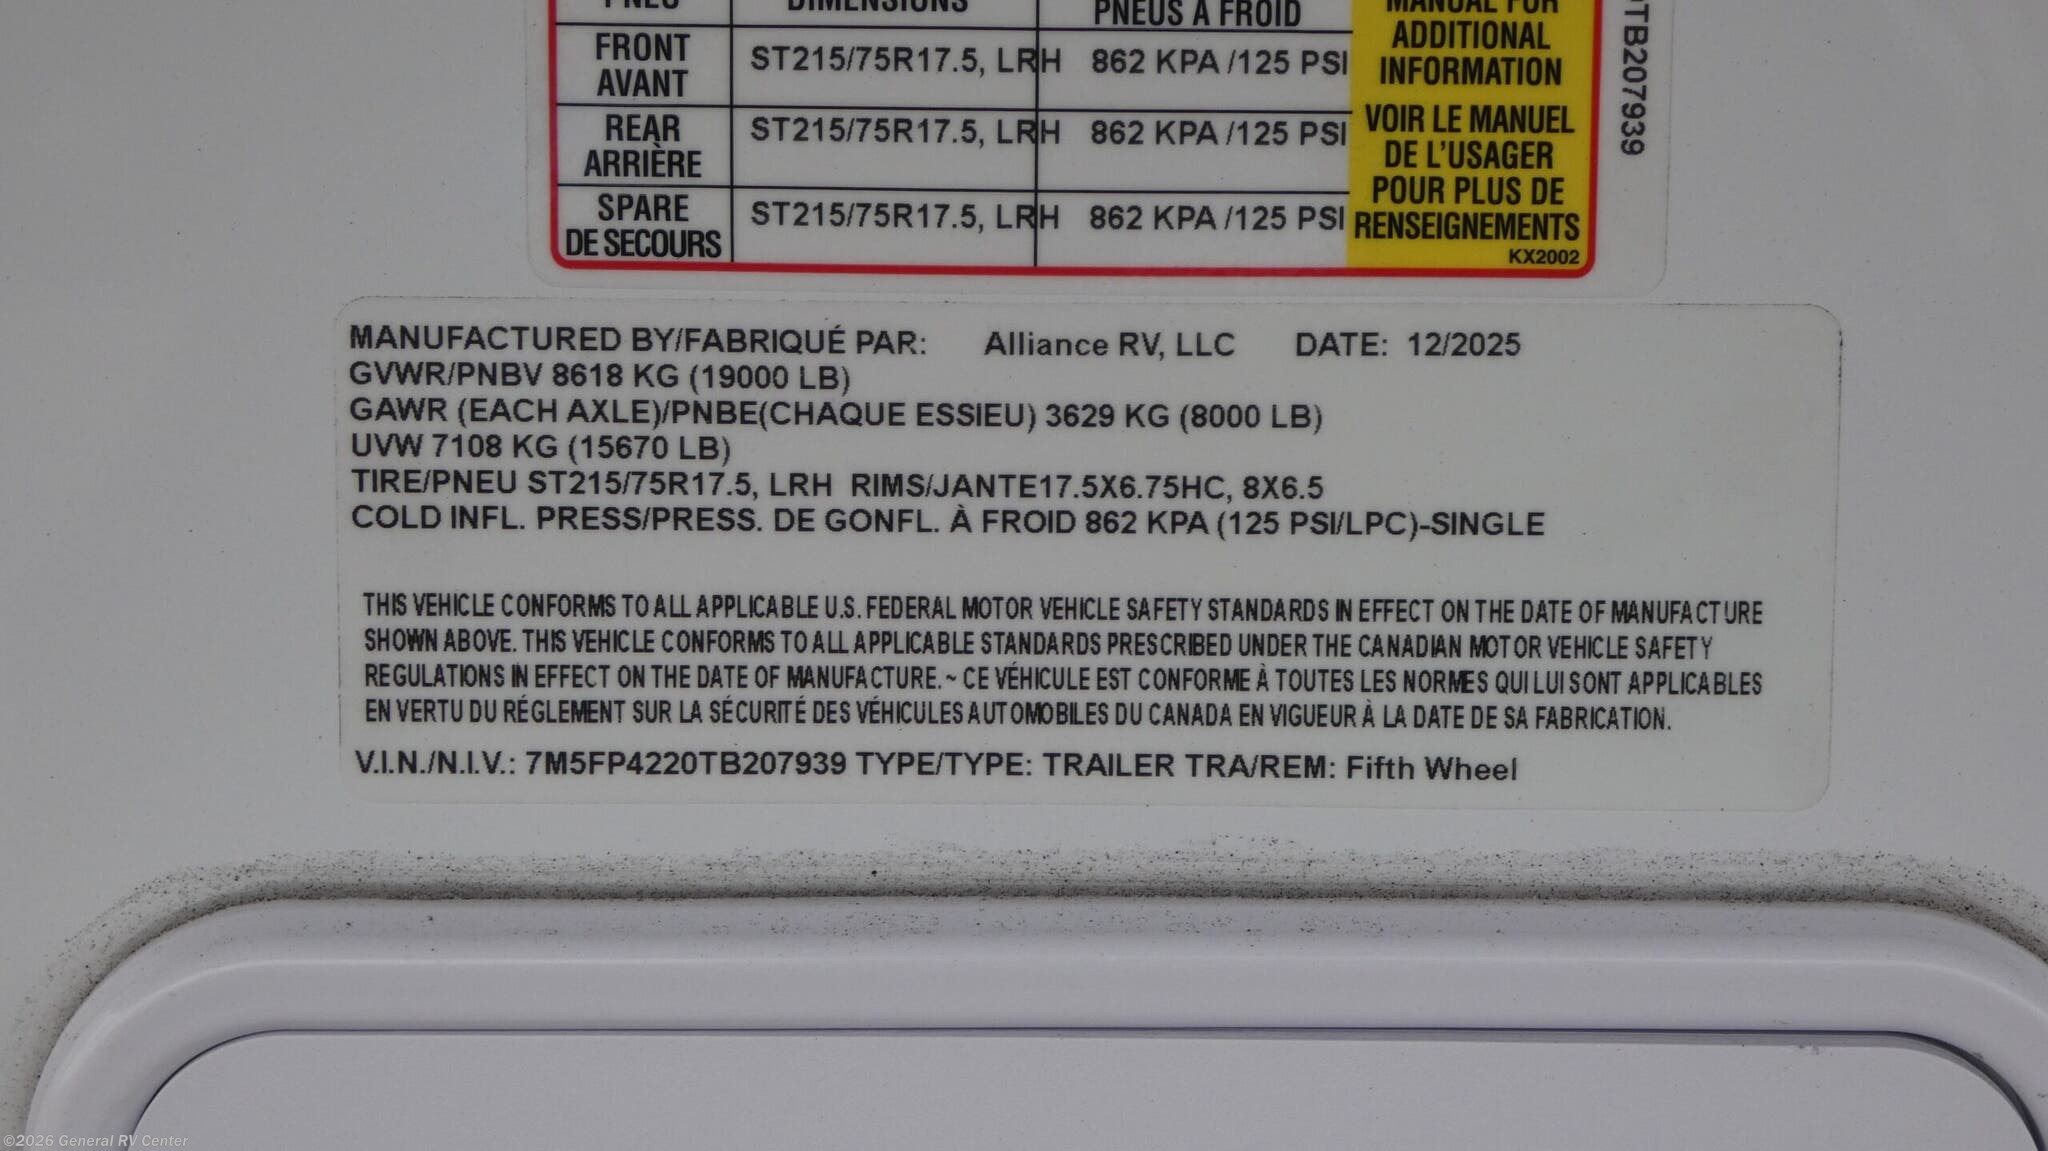 PNEU DIMENSIONS PNEUS À FROID
FRONT
AVANT
ST215/75R17.5, LRH 862 KPA /125 PSI
REAR
ARRIÈRE
ST215/75R17.5, LRH 862 KPA /125 PSI
SPARE
DE SECOURS
ST215/75R17.5, LRH 862 KPA /125 PSI
MANUAL FOR
ADDITIONAL
INFORMATION
VOIR LE MANUEL
DE L'USAGER
POUR PLUS DE
RENSEIGNEMENTS
KX2002
TB207939
MANUFACTURED BY/FABRIQUÉ PAR: Alliance RV, LLC DATE: 12/2025
GVWR/PNBV 8618 KG (19000 LB)
GAWR (EACH AXLE)/PNBE(CHAQUE ESSIEU) 3629 KG (8000 LB)
UVW 7108 KG (15670 LB)
TIRE/PNEU ST215/75R17.5, LRH RIMS/JANTE17.5X6.75HC, 8X6.5
COLD INFL. PRESS/PRESS. DE GONFL. À FROID 862 KPA (125 PSI/LPC)-SINGLE
THIS VEHICLE CONFORMS TO ALL APPLICABLE U.S. FEDERAL MOTOR VEHICLE SAFETY STANDARDS IN EFFECT ON THE DATE OF MANUFACTURE
SHOWN ABOVE. THIS VEHICLE CONFORMS TO ALL APPLICABLE STANDARDS PRESCRIBED UNDER THE CANADIAN MOTOR VEHICLE SAFETY
REGULATIONS IN EFFECT ON THE DATE OF MANUFACTURE. ~ CE VÉHICULE EST CONFORME À TOUTES LES NORMES QUI LUI SONT APPLICABLES
EN VERTU DU RÉGLEMENT SUR LA SÉCURITÉ DES VÉHICULES AUTOMOBILES DU CANADA EN VIGUEUR À LA DATE DE SA FABRICATION.
V.I.N./N.I.V.: 7M5FP4220TB207939 TYPE/TYPE: TRAILER TRA/REM: Fifth Wheel
©2026 General RV Center